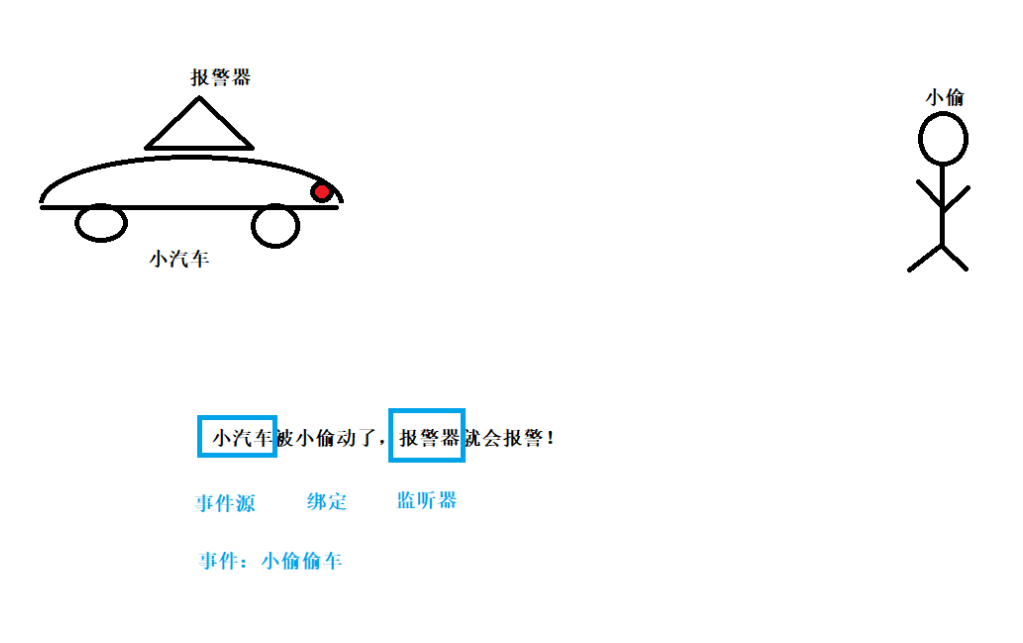 报警器
小偷
小汽车
小汽车被小偷动了，报警器就会报警！
事件源 绑定 监听器
事件：小偷偷车